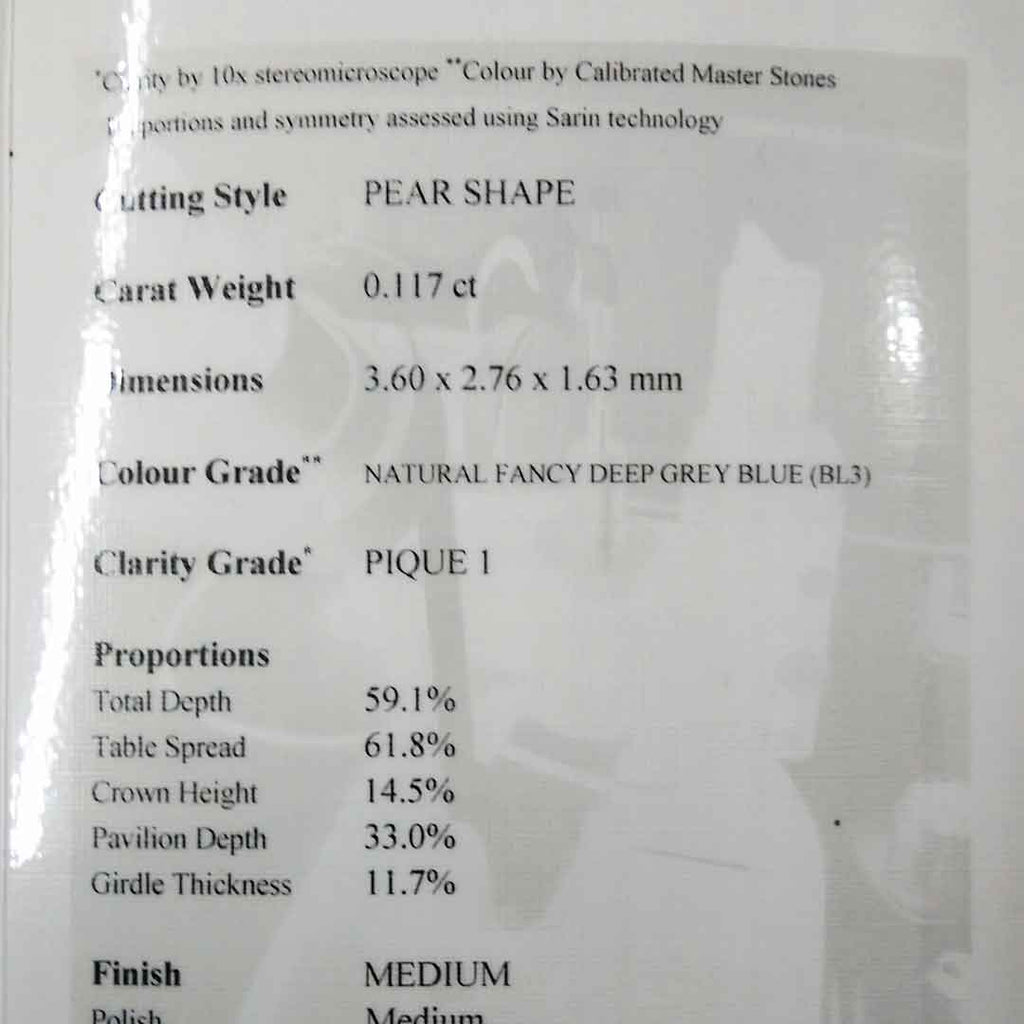 *Clarity by 10x stereomicroscope **Colour by Calibrated Master Stones
Proportions and symmetry assessed using Sarin technology
Cutting Style PEAR SHAPE
Carat Weight 0.117 ct
Dimensions 3.60 x 2.76 x 1.63 mm
Colour Grade** NATURAL FANCY DEEP GREY BLUE (BL3)
Clarity Grade* PIQUE 1
Proportions
Total Depth 59.1%
Table Spread 61.8%
Crown Height 14.5%
Pavilion Depth 33.0%
Girdle Thickness 11.7%
Finish MEDIUM
Polish Medium